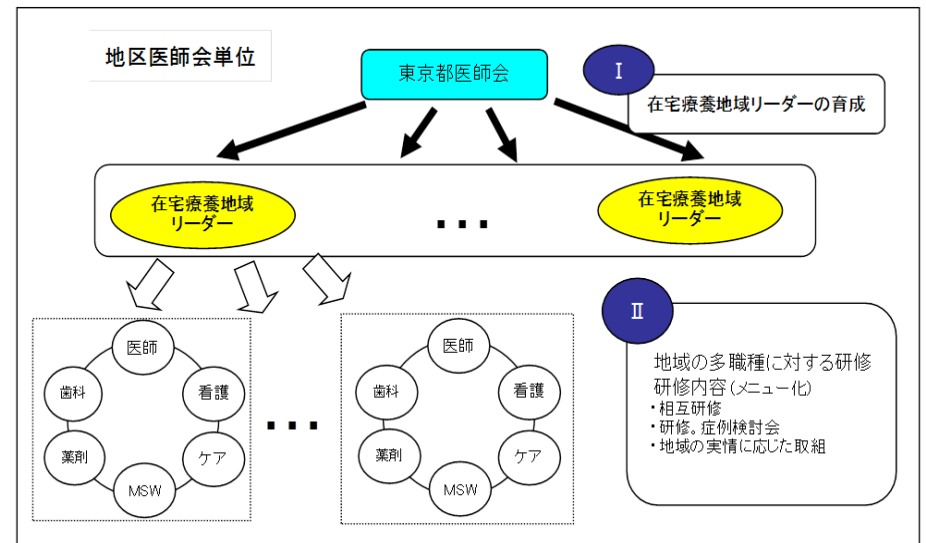 地区医師会単位
東京都医師会
Ⅰ
在宅療養地域リーダーの育成
在宅療養地域
リーダー
...
在宅療養地域
リーダー
医師
歯科
看護
薬剤
ケア
MSW
...
医師
歯科
看護
薬剤
ケア
MSW
Ⅱ
地域の多職種に対する研修
研修内容(メニュー化)
・相互研修
・研修。症例検討会
・地域の実情に応じた取組